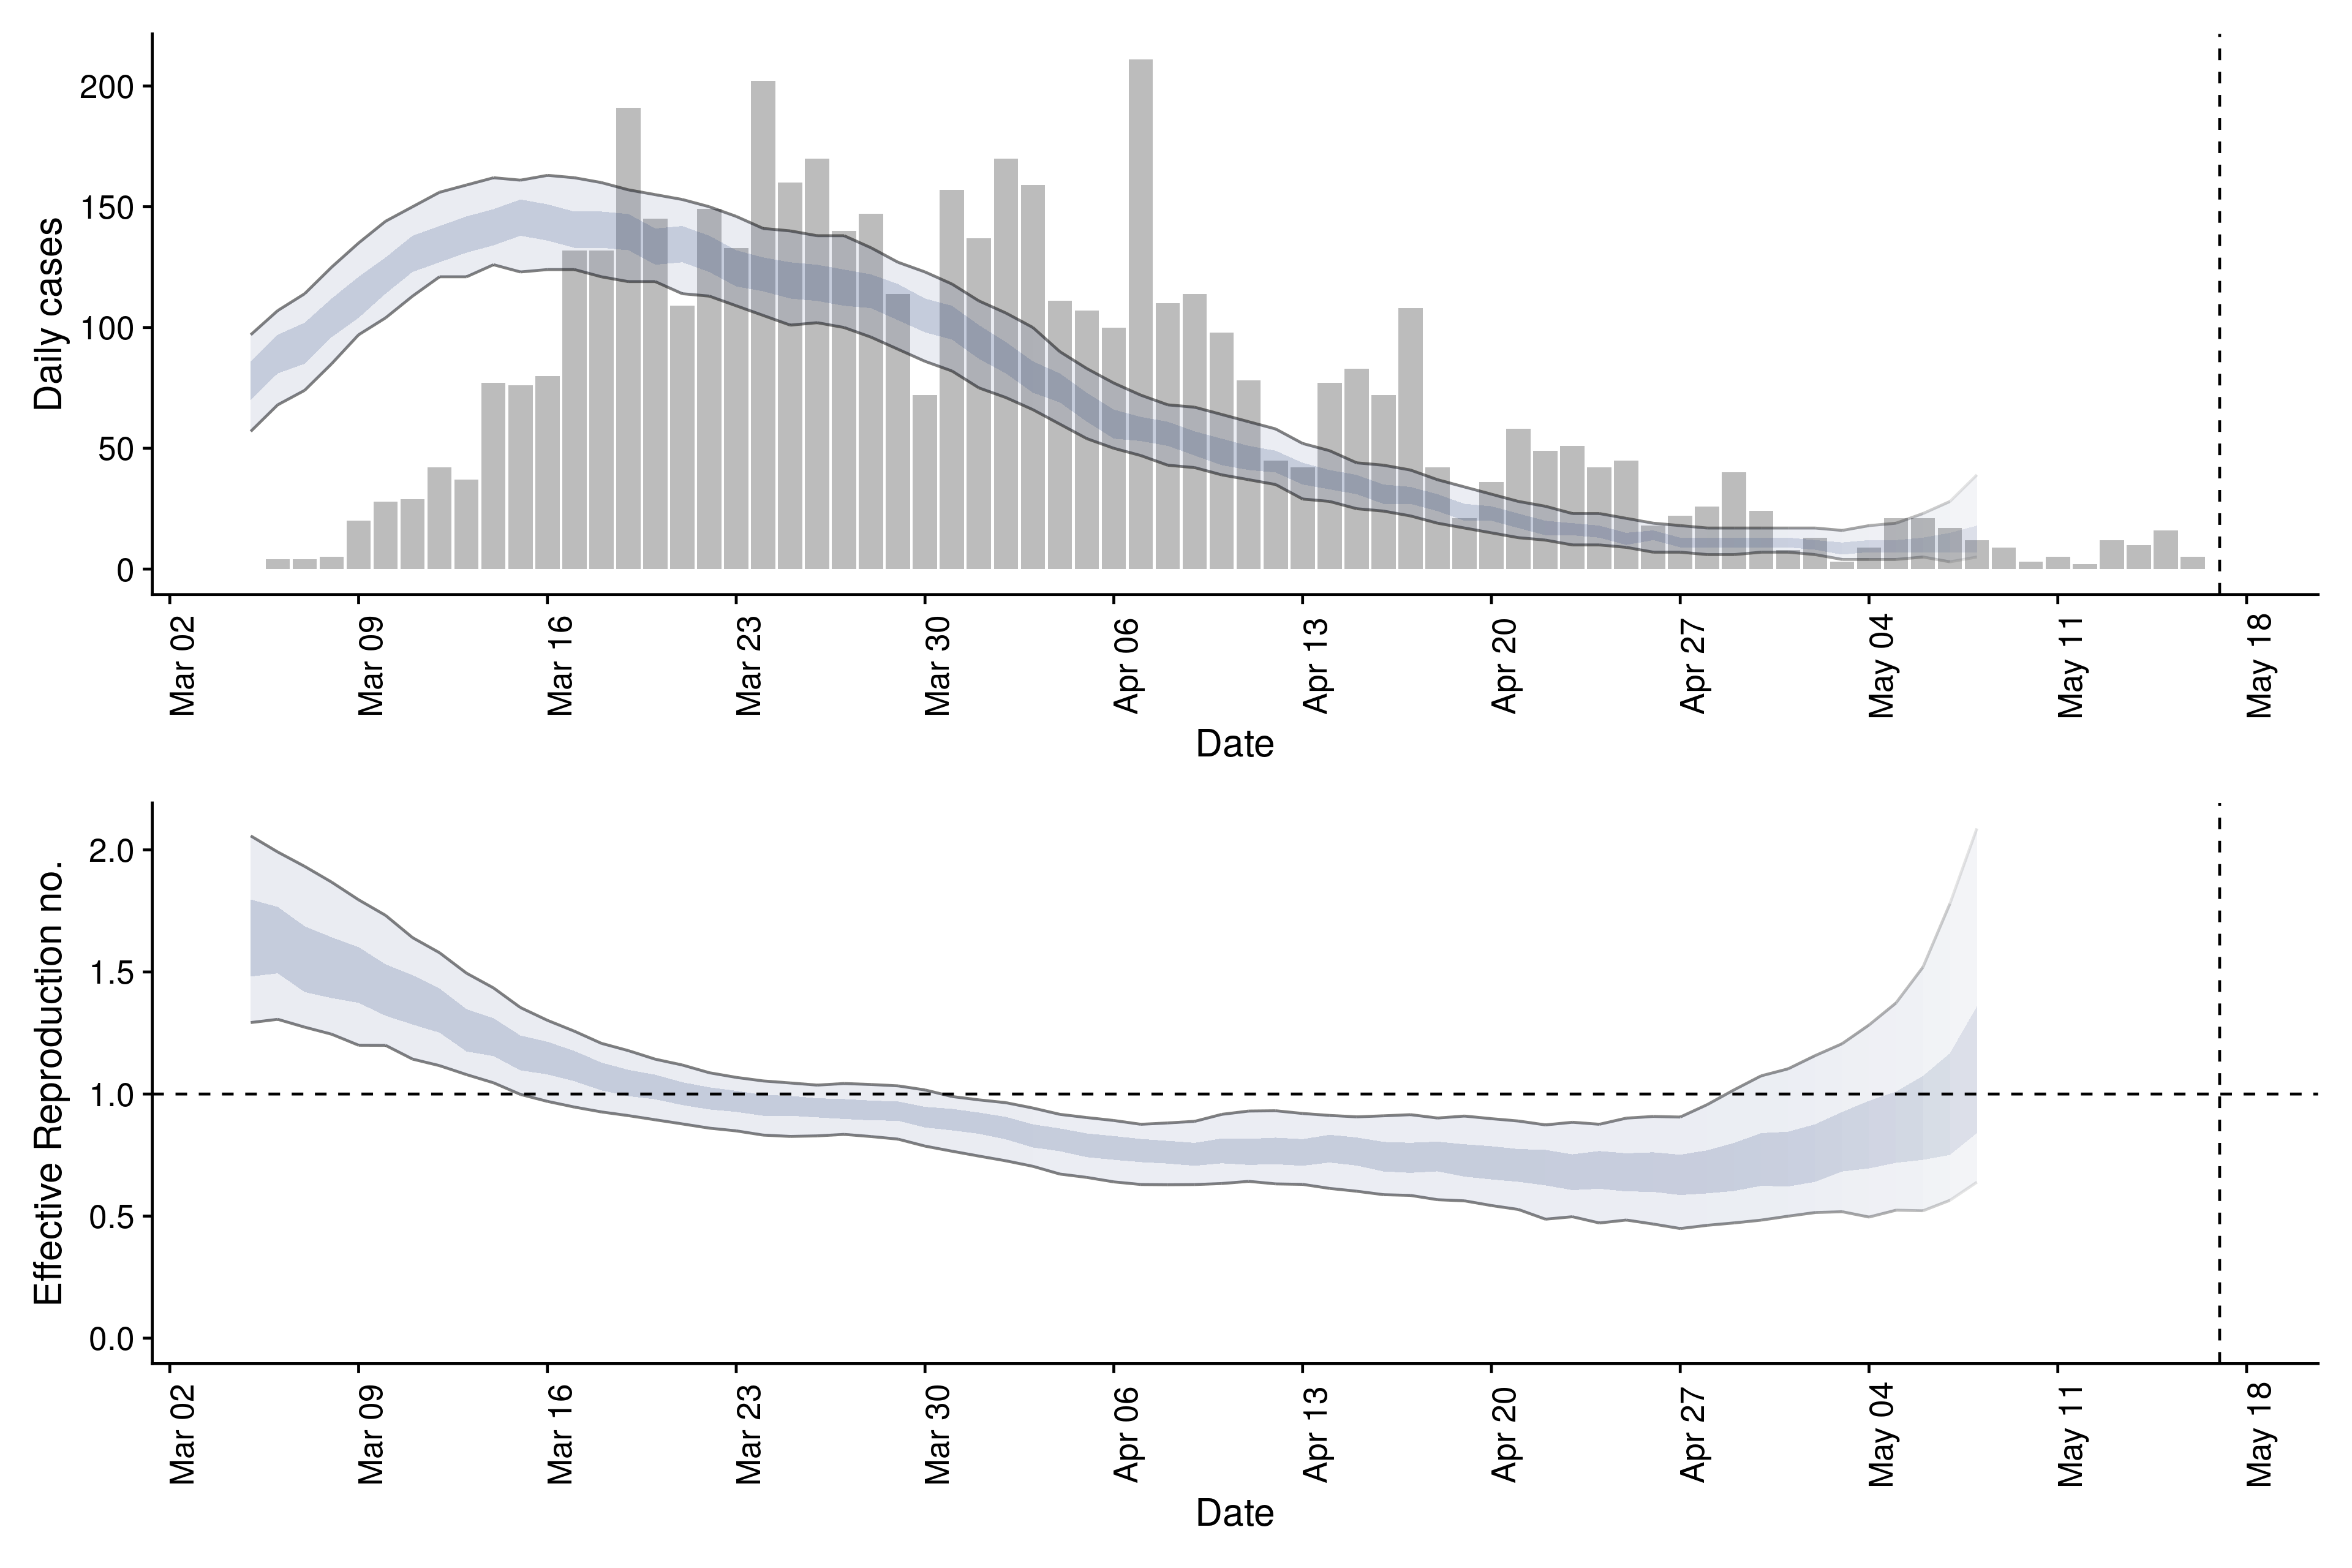 Daily cases
200
150
100
50
0
Mar 02
Mar 09
Mar 16
Mar 23
Mar 30
Apr 06
Apr 13
Apr 20
Apr 27
May 04
May 11
May 18
Date
Effective Reproduction no.
2.0
1.5
1.0
0.5
0.0
Mar 02
Mar 09
Mar 16
Mar 23
Mar 30
Apr 06
Apr 13
Apr 20
Apr 27
May 04
May 11
May 18
Date